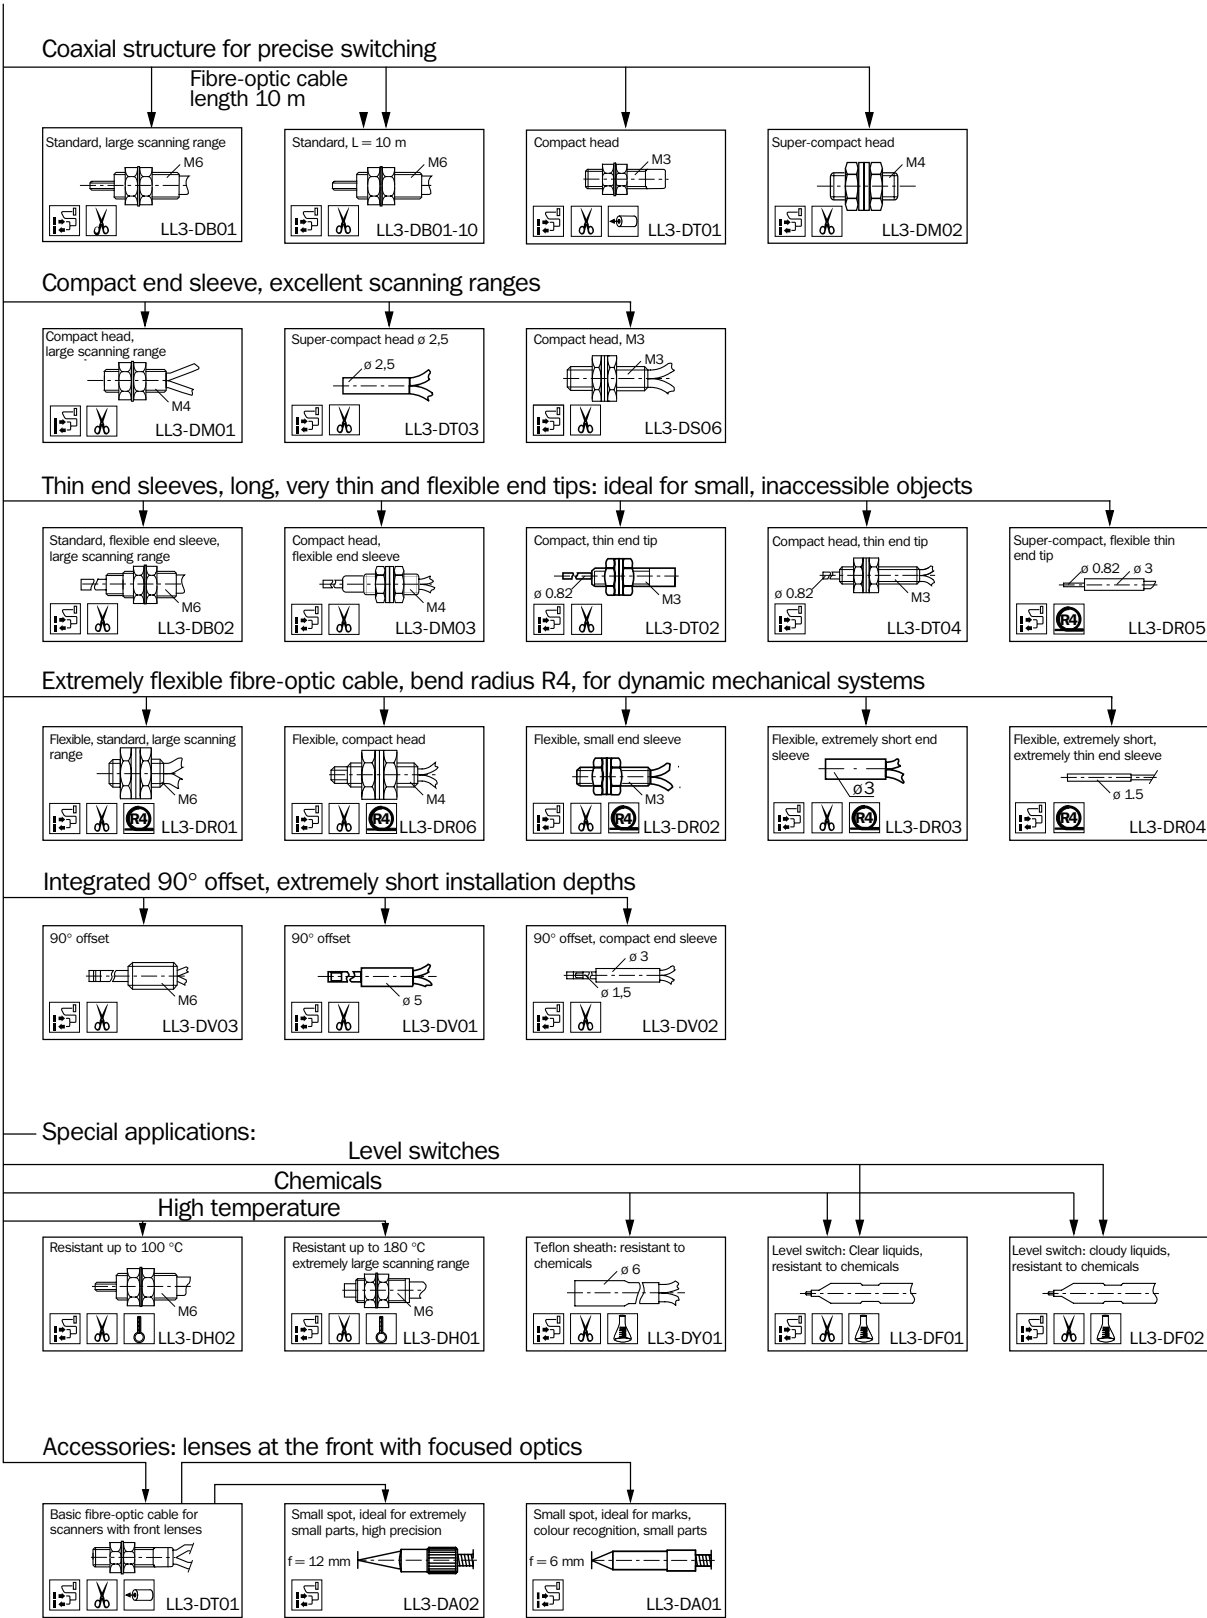 Coaxial structure for precise switching
Fibre-optic cable
length 10 m
Standard, large scanning range
M6
LL3-DB01
Standard, L = 10 m
M6
LL3-DB01-10
Compact head
M3
LL3-DT01
Super-compact head
M4
LL3-DM02
Compact end sleeve, excellent scanning ranges
Compact head,
large scanning range
M4
LL3-DM01
Super-compact head ø 2,5
ø 2,5
LL3-DT03
Compact head, M3
M3
LL3-DS06
Thin end sleeves, long, very thin and flexible end tips: ideal for small, inaccessible objects
Standard, flexible end sleeve,
large scanning range
M6
LL3-DB02
Compact head,
flexible end sleeve
M4
LL3-DM03
Compact, thin end tip
ø 0.82
M3
LL3-DT02
Compact head, thin end tip
ø 0.82
M3
LL3-DT04
Super-compact, flexible thin
end tip
ø 0.82 ø 3
R4
LL3-DR05
Extremely flexible fibre-optic cable, bend radius R4, for dynamic mechanical systems
Flexible, standard, large scanning
range
M6
R4
LL3-DR01
Flexible, compact head
M4
R4
LL3-DR06
Flexible, small end sleeve
M3
R4
LL3-DR02
Flexible, extremely short end
sleeve
ø3
R4
LL3-DR03
Flexible, extremely short,
extremely thin end sleeve
ø 1.5
R4
LL3-DR04
Integrated 90° offset, extremely short installation depths
90° offset
M6
LL3-DV03
90° offset
ø 5
LL3-DV01
90° offset, compact end sleeve
ø 3
ø 1,5
LL3-DV02
Special applications:
Level switches
Chemicals
High temperature
Resistant up to 100 °C
M6
LL3-DH02
Resistant up to 180 °C
extremely large scanning range
M6
LL3-DH01
Teflon sheath: resistant to
chemicals
ø 6
LL3-DY01
Level switch: Clear liquids,
resistant to chemicals
LL3-DF01
Level switch: cloudy liquids,
resistant to chemicals
LL3-DF02
Accessories: lenses at the front with focused optics
Basic fibre-optic cable for
scanners with front lenses
LL3-DT01
Small spot, ideal for extremely
small parts, high precision
f = 12 mm
LL3-DA02
Small spot, ideal for marks,
colour recognition, small parts
f = 6 mm
LL3-DA01